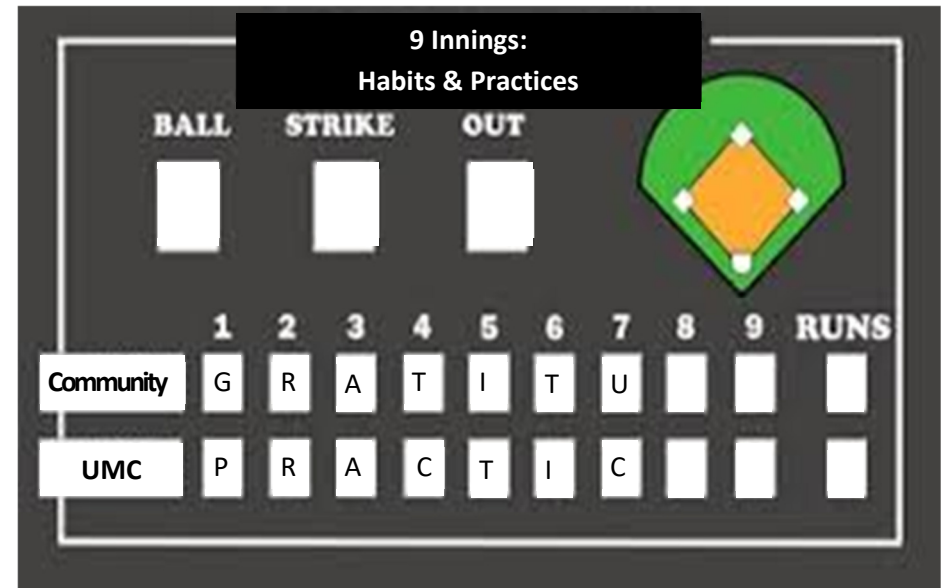 9 Innings:
Habits & Practices
BALL STRIKE OUT
1 2 3 4 5 6 7 8 9 RUNS
Community G R A T I T U
UMC P R A C T I C